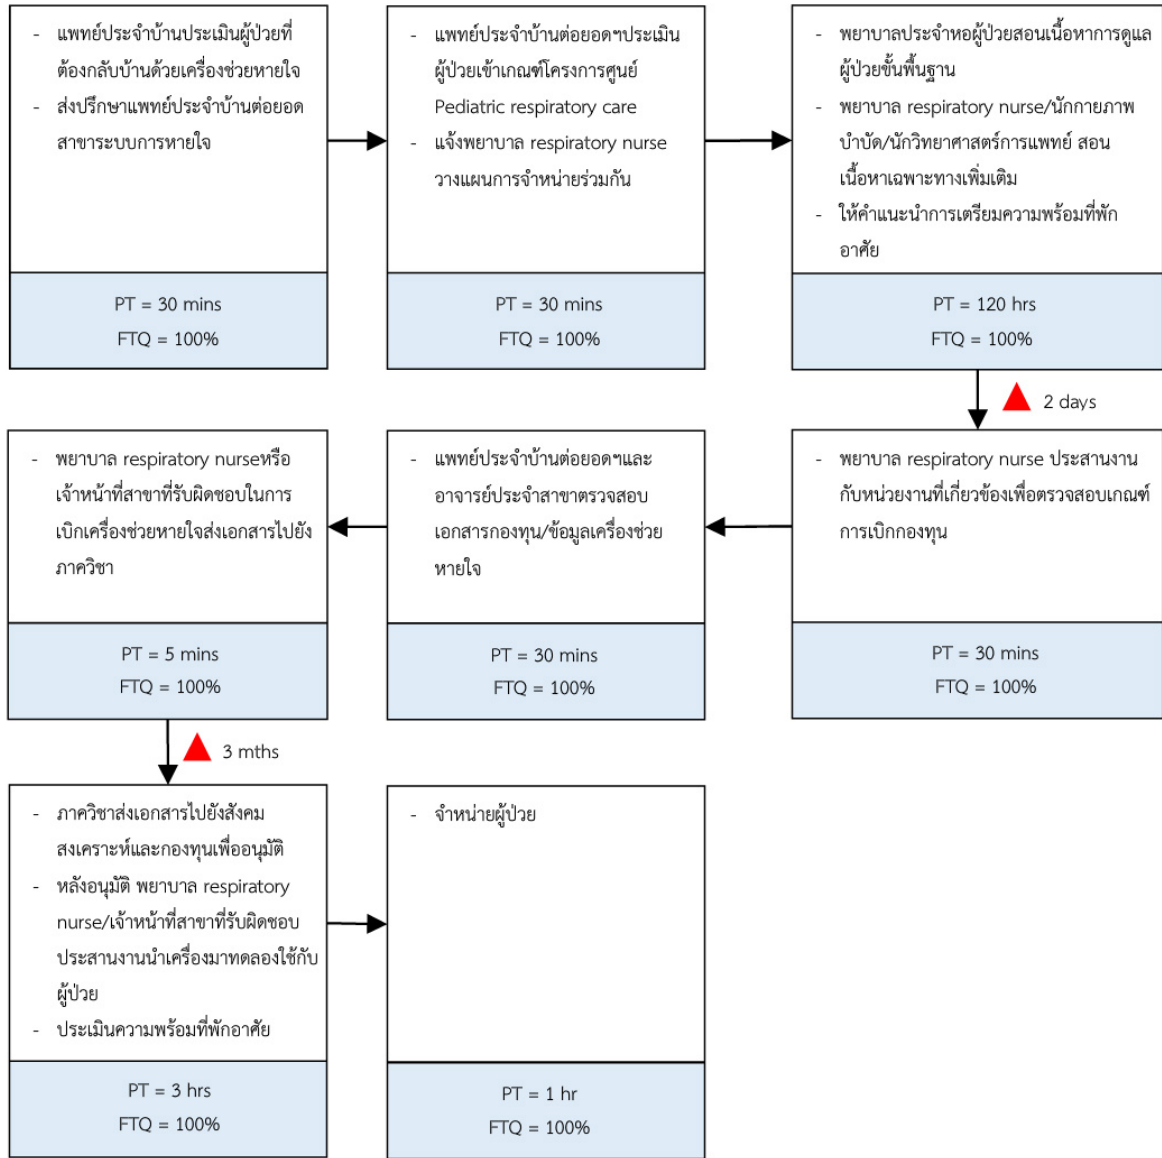 - แพทย์ประจำบ้านประเมินผู้ป่วยที่
ต้องกลับบ้านด้วยเครื่องช่วยหายใจ
- ส่งปรึกษาแพทย์ประจำบ้านต่อยอด
สาขาระบบการหายใจ
PT = 30 mins
FTQ = 100%
- แพทย์ประจำบ้านต่อยอดฯประเมิน
ผู้ป่วยเข้าเกณฑ์โครงการศูนย์
Pediatric respiratory care
- แจ้งพยาบาล respiratory nurse
วางแผนการจำหน่ายร่วมกัน
PT = 30 mins
FTQ = 100%
- พยาบาลประจำหอผู้ป่วยสอนเนื้อหาการดูแล
ผู้ป่วยขั้นพื้นฐาน
- พยาบาล respiratory nurse/นักกายภาพ
บำบัด/นักวิทยาศาสตร์การแพทย์ สอน
เนื้อหาเฉพาะทางเพิ่มเติม
- ให้คำแนะนำการเตรียมความพร้อมที่พัก
อาศัย
PT = 120 hrs
FTQ = 100%
2 days
- พยาบาล respiratory nurse ประสานงาน
กับหน่วยงานที่เกี่ยวข้องเพื่อตรวจสอบเกณฑ์
การเบิกกองทุน
PT = 30 mins
FTQ = 100%
- แพทย์ประจำบ้านต่อยอดฯและ
อาจารย์ประจำสาขาตรวจสอบ
เอกสารกองทุน/ข้อมูลเครื่องช่วย
หายใจ
PT = 30 mins
FTQ = 100%
- พยาบาล respiratory nurseหรือ
เจ้าหน้าที่สาขาที่รับผิดชอบในการ
เบิกเครื่องช่วยหายใจส่งเอกสารไปยัง
ภาควิชา
PT = 5 mins
FTQ = 100%
3 mths
- ภาควิชาส่งเอกสารไปยังสังคม
สงเคราะห์และกองทุนเพื่ออนุมัติ
- หลังอนุมัติ พยาบาล respiratory
nurse/เจ้าหน้าที่สาขาที่รับผิดชอบ
ประสานงานนำเครื่องมาทดลองใช้กับ
ผู้ป่วย
- ประเมินความพร้อมที่พักอาศัย
PT = 3 hrs
FTQ = 100%
- จำหน่ายผู้ป่วย
PT = 1 hr
FTQ = 100%